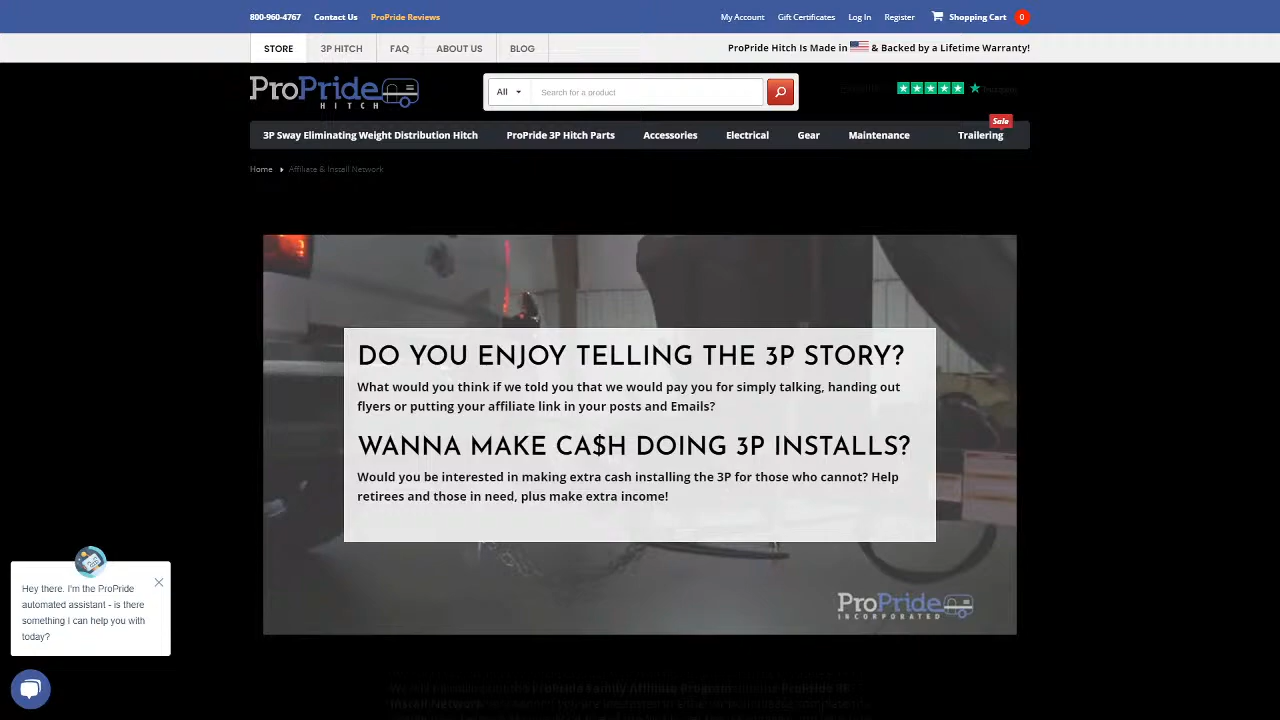 800-960-4767 Contact Us ProPride Reviews My Account Gift Certificates Log In Register Shopping Cart 0
STORE 3P HITCH FAQ ABOUT US BLOG ProPride Hitch Is Made in & Backed by a Lifetime Warranty!
ProPride
HITCH
All Search for a product
Trustpilot
Sale
3P Sway Eliminating Weight Distribution Hitch ProPride 3P Hitch Parts Accessories Electrical Gear Maintenance Trailering
Home Affiliate & Install Network
DO YOU ENJOY TELLING THE 3P STORY?
What would you think if we told you that we would pay you for simply talking, handing out
flyers or putting your affiliate link in your posts and Emails?
WANNA MAKE CA$H DOING 3P INSTALLS?
Would you be interested in making extra cash installing the 3P for those who cannot? Help
retirees and those in need, plus make extra income!
ProPride
INCORPORATED
Hey there. I'm the ProPride
automated assistant - is there
something I can help you with
today?